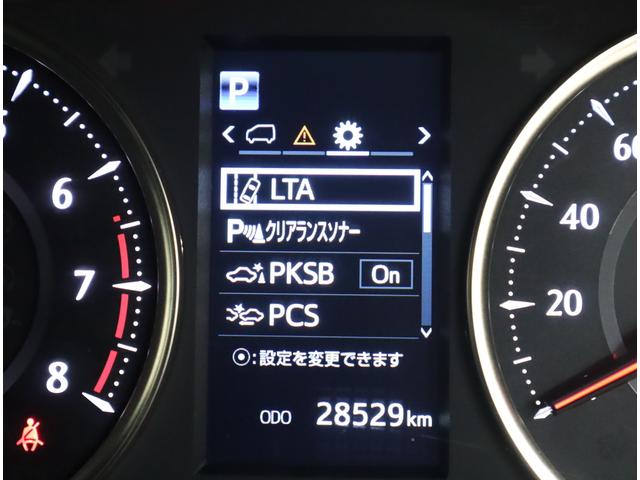 P
LTA
P クリアランスソナー
PKSB On
PCS
⦿:設定を変更できます
ODO 28529km
6
7
8
60
40
20